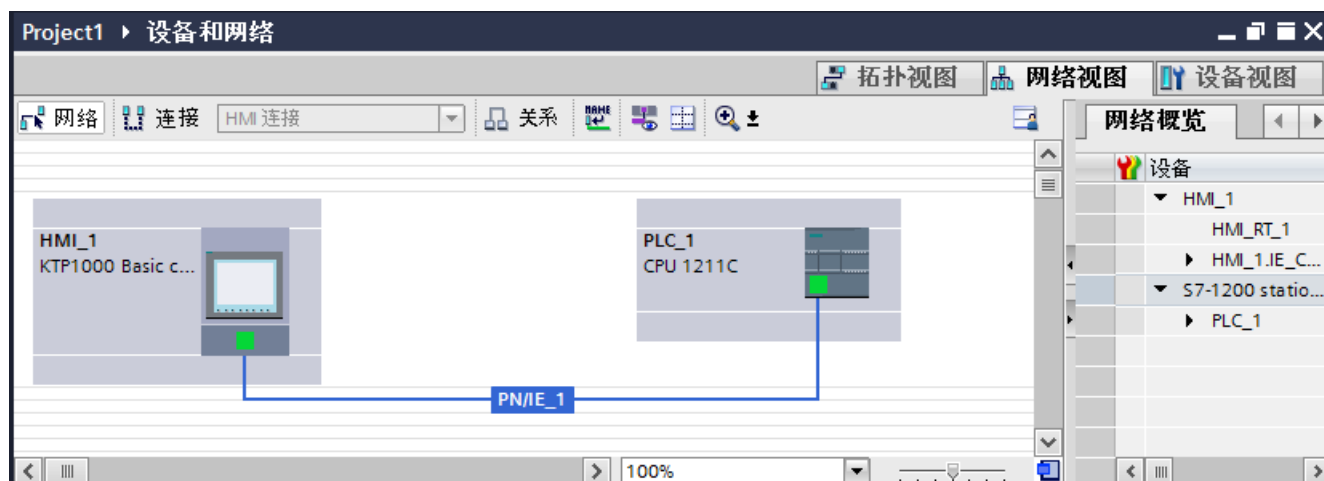 Project1 ▸ 设备和网络
拓扑视图 网络视图 设备视图
网络 连接 HMI 连接 关系 网络概览
设备
HMI_1
HMI_RT_1
HMI_1.IE_C...
S7-1200 statio...
PLC_1
HMI_1
KTP1000 Basic c...
PLC_1
CPU 1211C
PN/IE_1
100%